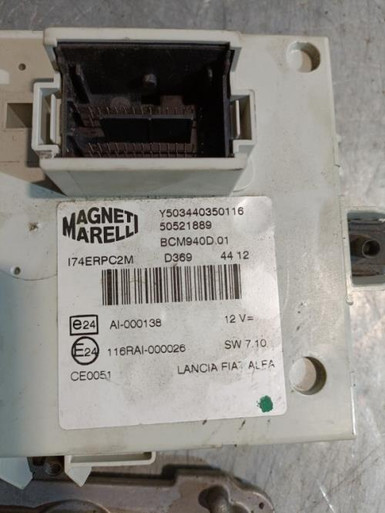 MAGNETI MARELLI
Y503440350116
50521889
BCM940D.01
I74ERPC2M D369 44 12
e24 AI-000138 12 V=
E24 116RAI-000026 SW 7.10
CE0051 LANCIA FIAT ALFA